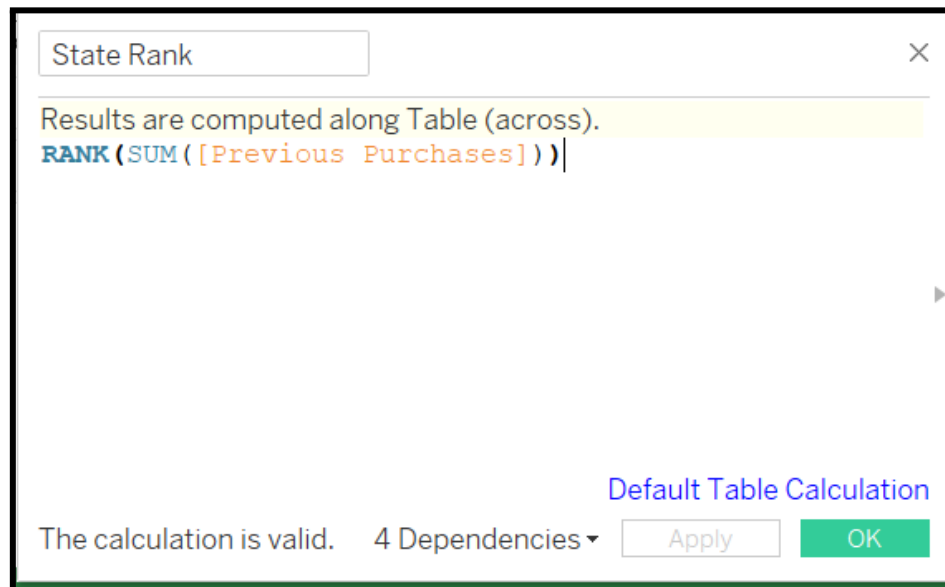 State Rank
Results are computed along Table (across).
RANK(SUM([Previous Purchases]))
Default Table Calculation
The calculation is valid. 4 Dependencies Apply OK